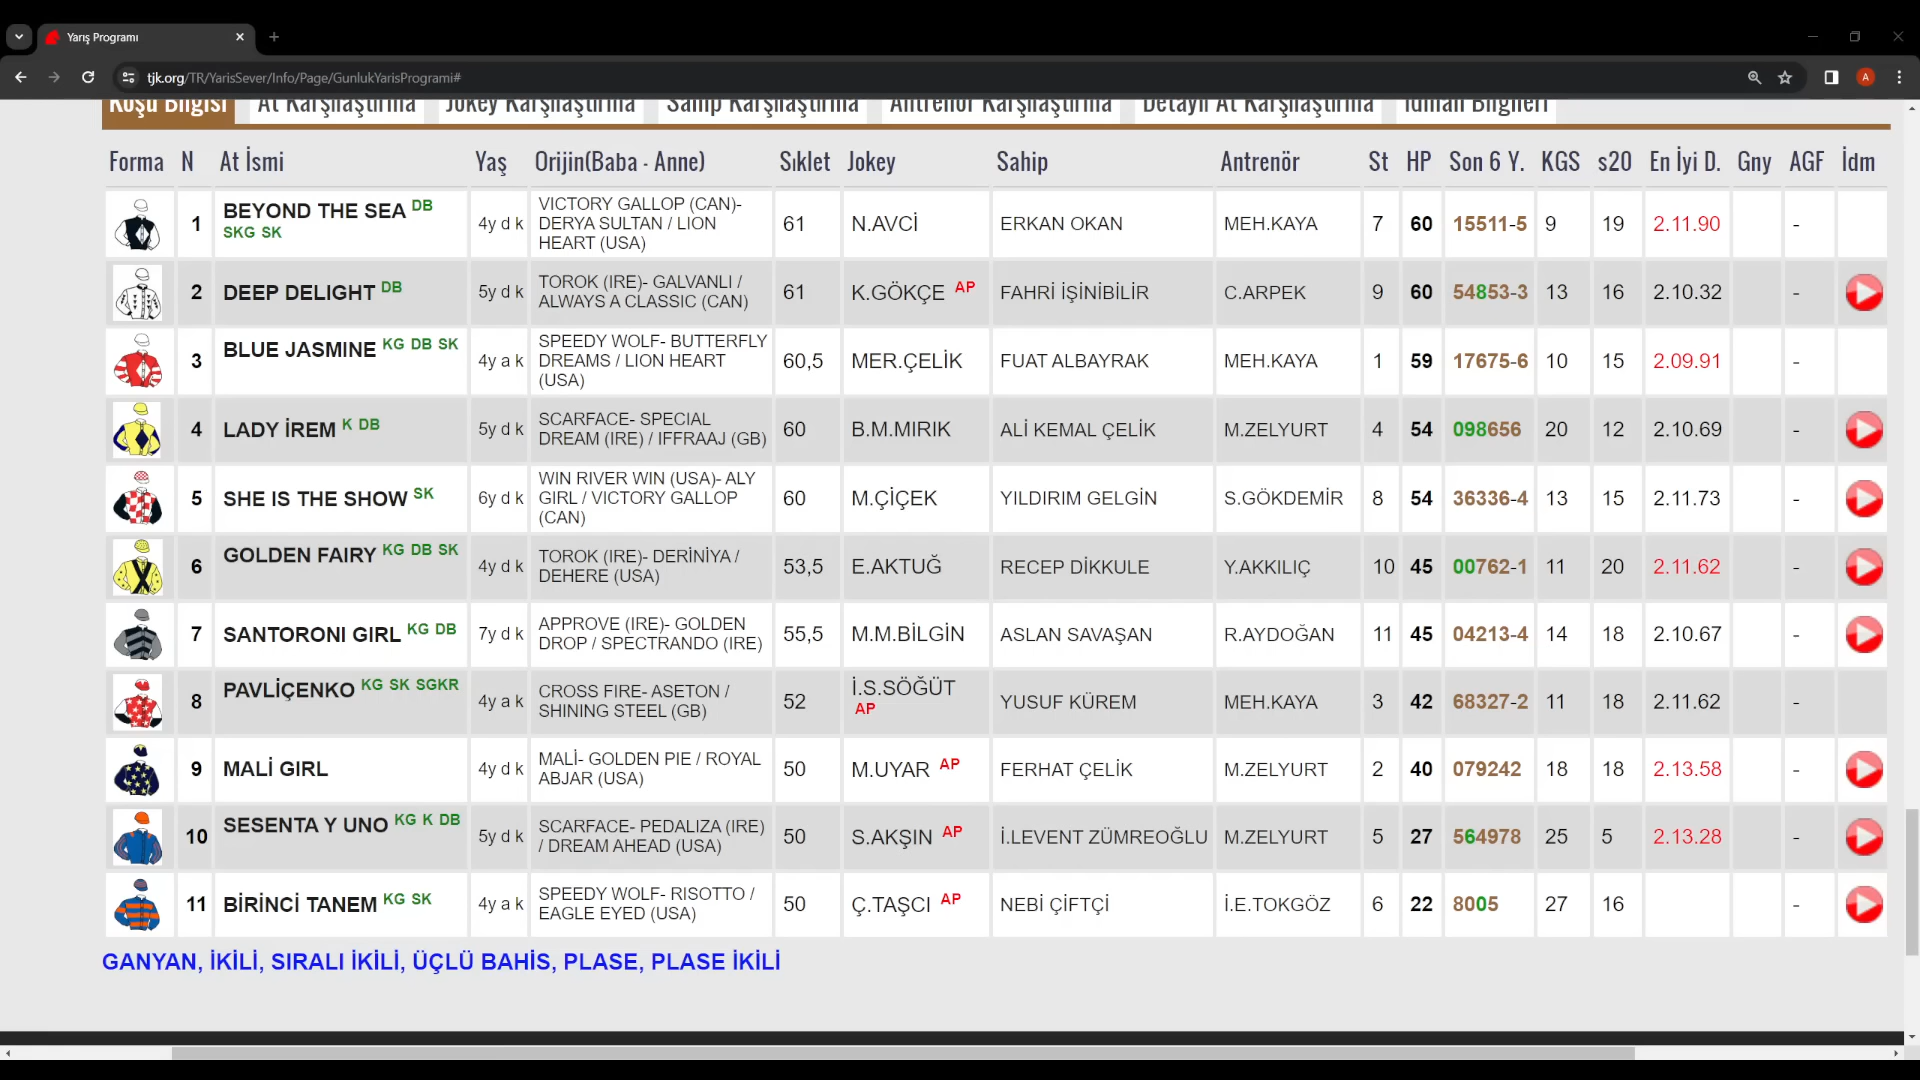 Yarış Programı
tjk.org/TR/YarisSever/Info/Page/GunlukYarisProgrami#
A
Koşu Bilgisi At Karşılaştırma Jokey Karşılaştırma Sahip Karşılaştırma Antrenör Karşılaştırma Detaylı At Karşılaştırma İdman Bilgileri
Forma N At İsmi Yaş Orijin(Baba - Anne) Sıklet Jokey Sahip Antrenör St HP Son 6 Y. KGS s20 En İyi D. Gny AGF İdm
1 BEYOND THE SEA DB SKG SK 4y d k VICTORY GALLOP (CAN)- DERYA SULTAN / LION HEART (USA) 61 N.AVCİ ERKAN OKAN MEH.KAYA 7 60 15511-5 9 19 2.11.90 -
2 DEEP DELIGHT DB 5y d k TOROK (IRE)- GALVANLI / ALWAYS A CLASSIC (CAN) 61 K.GÖKÇE AP FAHRİ İŞİNİBİLİR C.ARPEK 9 60 54853-3 13 16 2.10.32 -
3 BLUE JASMINE KG DB SK 4y a k SPEEDY WOLF- BUTTERFLY DREAMS / LION HEART (USA) 60,5 MER.ÇELİK FUAT ALBAYRAK MEH.KAYA 1 59 17675-6 10 15 2.09.91 -
4 LADY İREM K DB 5y d k SCARFACE- SPECIAL DREAM (IRE) / IFFRAAJ (GB) 60 B.M.MIRIK ALİ KEMAL ÇELİK M.ZELYURT 4 54 098656 20 12 2.10.69 -
5 SHE IS THE SHOW SK 6y d k WIN RIVER WIN (USA)- ALY GIRL / VICTORY GALLOP (CAN) 60 M.ÇİÇEK YILDIRIM GELGİN S.GÖKDEMİR 8 54 36336-4 13 15 2.11.73 -
6 GOLDEN FAIRY KG DB SK 4y d k TOROK (IRE)- DERİNİYA / DEHERE (USA) 53,5 E.AKTUĞ RECEP DİKKULE Y.AKKILIÇ 10 45 00762-1 11 20 2.11.62 -
7 SANTORONI GIRL KG DB 7y d k APPROVE (IRE)- GOLDEN DROP / SPECTRANDO (IRE) 55,5 M.M.BİLGİN ASLAN SAVAŞAN R.AYDOĞAN 11 45 04213-4 14 18 2.10.67 -
8 PAVLİÇENKO KG SK SGKR 4y a k CROSS FIRE- ASETON / SHINING STEEL (GB) 52 İ.S.SÖĞÜT AP YUSUF KÜREM MEH.KAYA 3 42 68327-2 11 18 2.11.62 -
9 MALİ GIRL 4y d k MALİ- GOLDEN PIE / ROYAL ABJAR (USA) 50 M.UYAR AP FERHAT ÇELİK M.ZELYURT 2 40 079242 18 18 2.13.58 -
10 SESENTA Y UNO KG K DB 5y d k SCARFACE- PEDALIZA (IRE) / DREAM AHEAD (USA) 50 S.AKŞIN AP İ.LEVENT ZÜMREOĞLU M.ZELYURT 5 27 564978 25 5 2.13.28 -
11 BİRİNCİ TANEM KG SK 4y a k SPEEDY WOLF- RISOTTO / EAGLE EYED (USA) 50 Ç.TAŞCI AP NEBİ ÇİFTÇİ İ.E.TOKGÖZ 6 22 8005 27 16 -
GANYAN, İKİLİ, SIRALI İKİLİ, ÜÇLÜ BAHİS, PLASE, PLASE İKİLİ